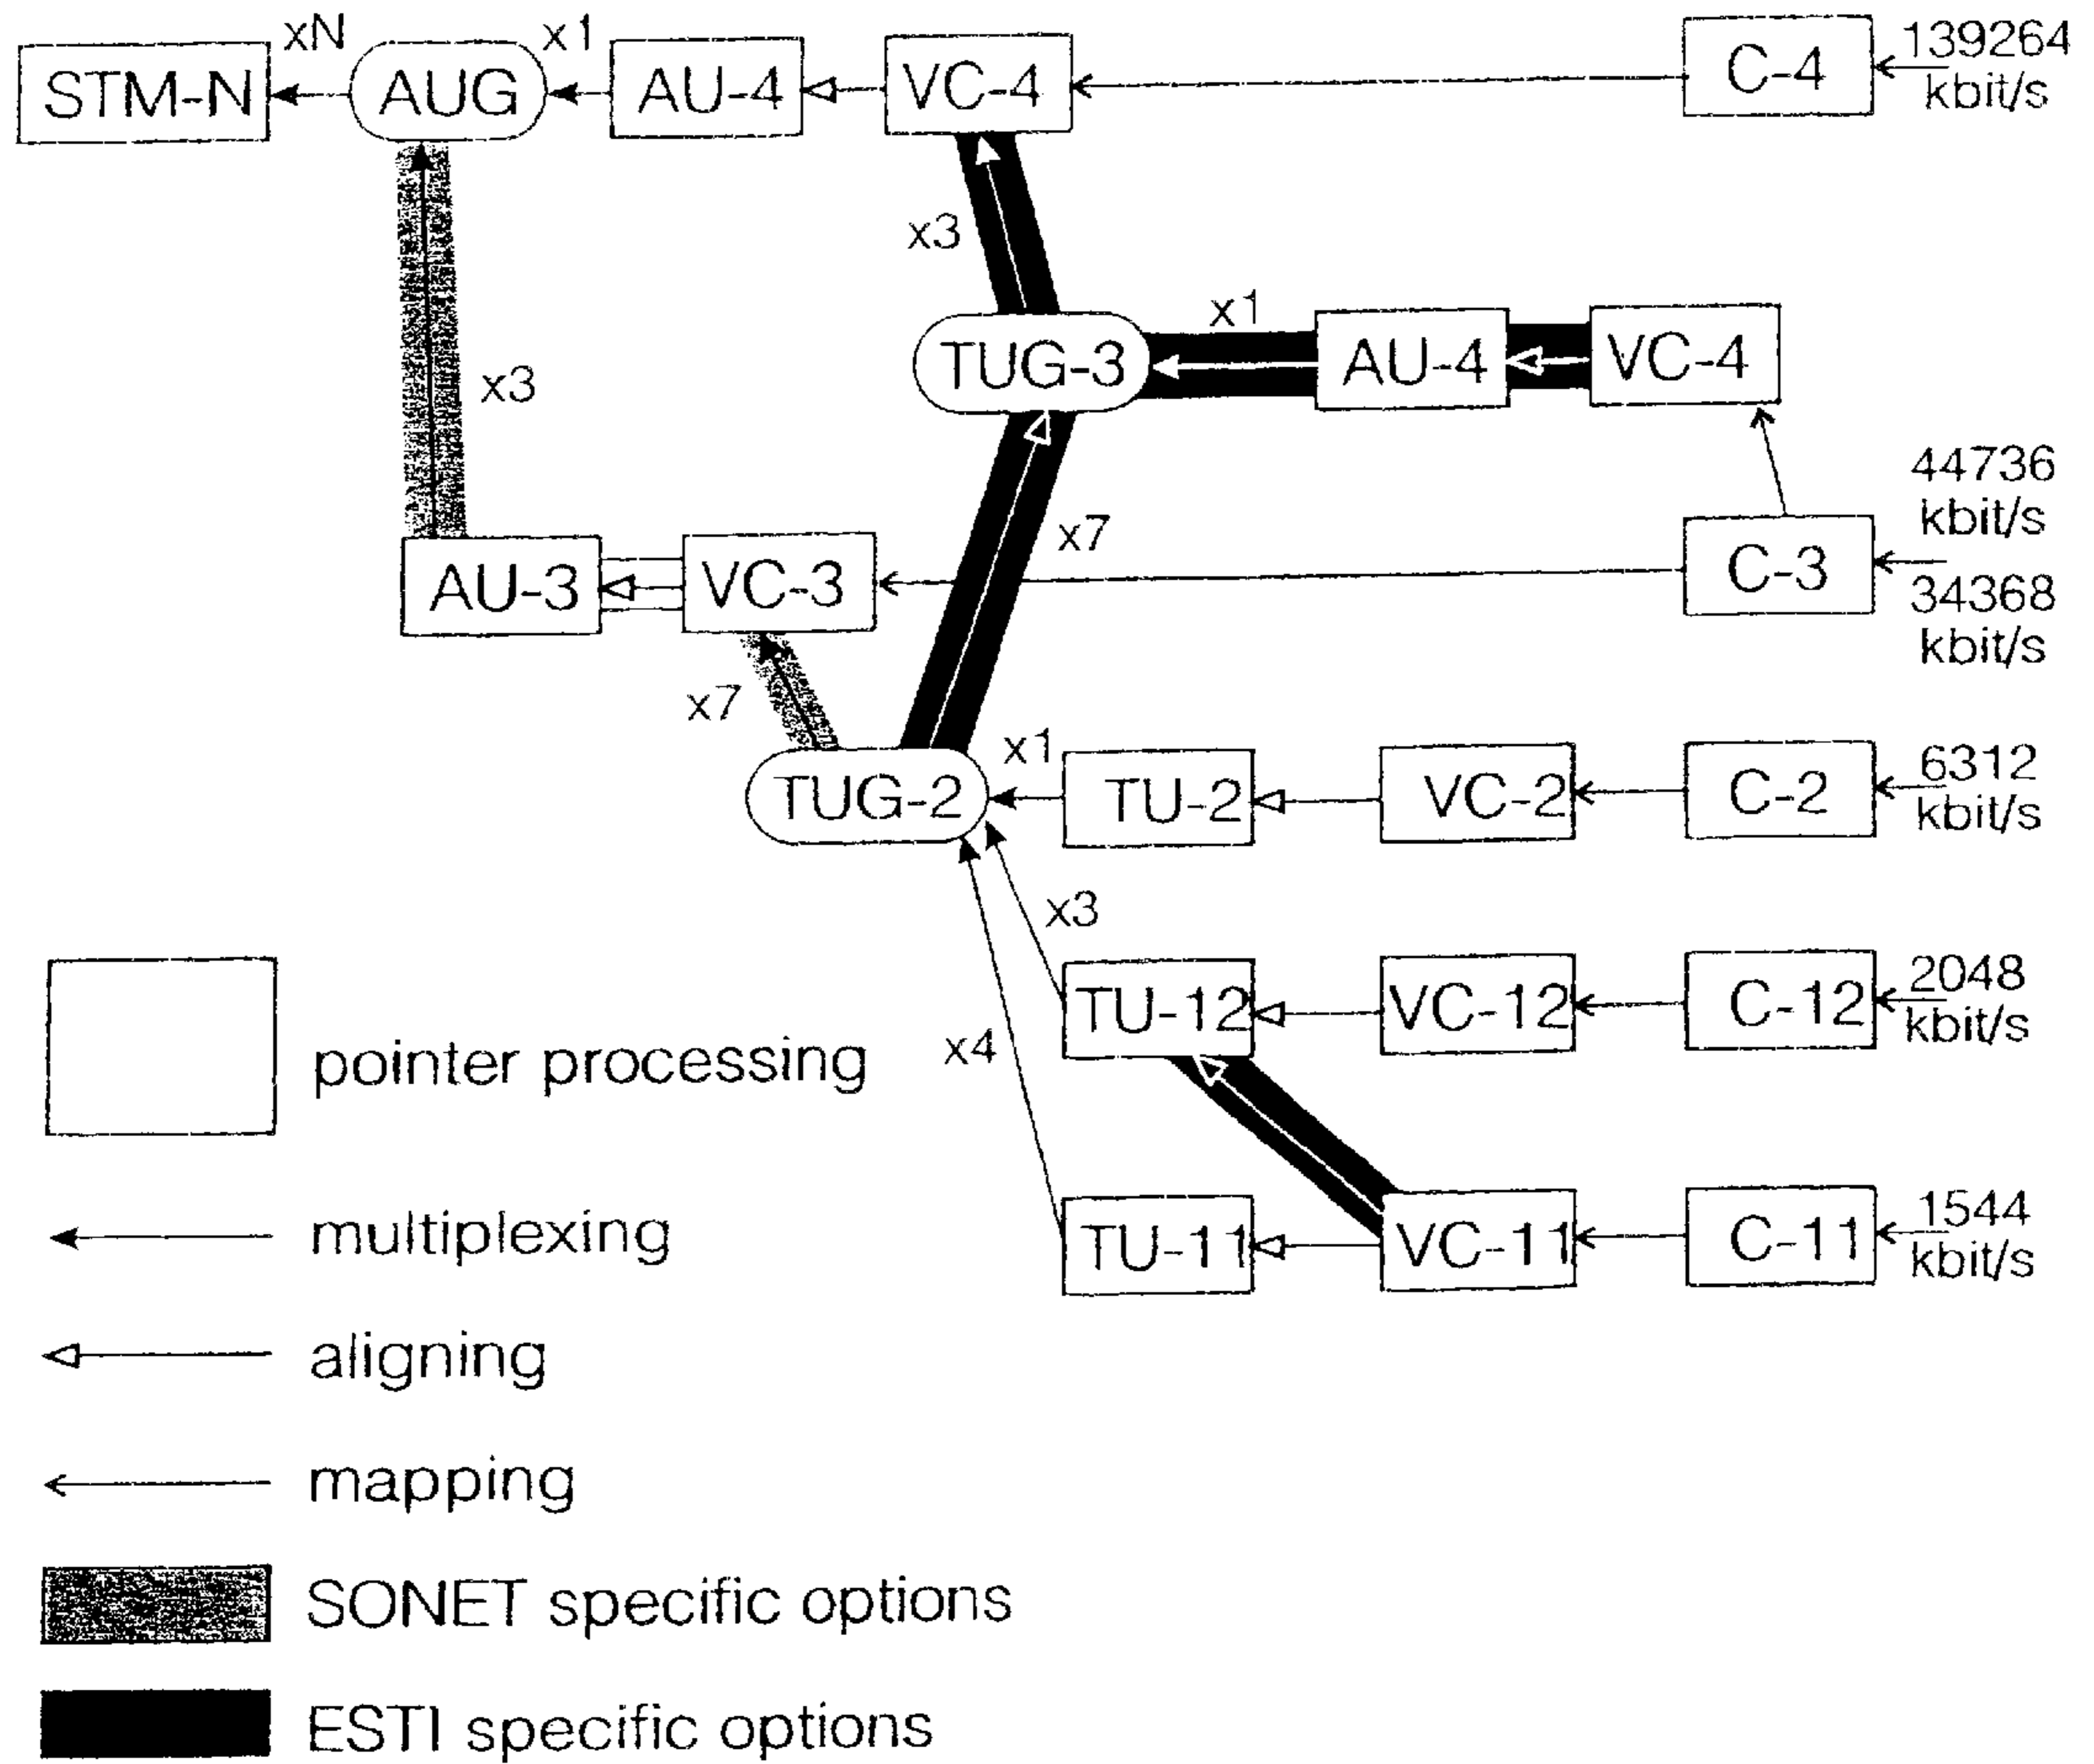 xN
x1
STM-N
AUG
AU-4
VC-4
C-4
139264
kbit/s
x3
x1
TUG-3
AU-4
VC-4
x3
44736
kbit/s
x7
AU-3
VC-3
C-3
34368
kbit/s
x7
x1
TUG-2
TU-2
VC-2
C-2
6312
kbit/s
x3
TU-12
VC-12
C-12
2048
kbit/s
x4
TU-11
VC-11
C-11
1544
kbit/s
pointer processing
multiplexing
aligning
mapping
SONET specific options
ESTI specific options